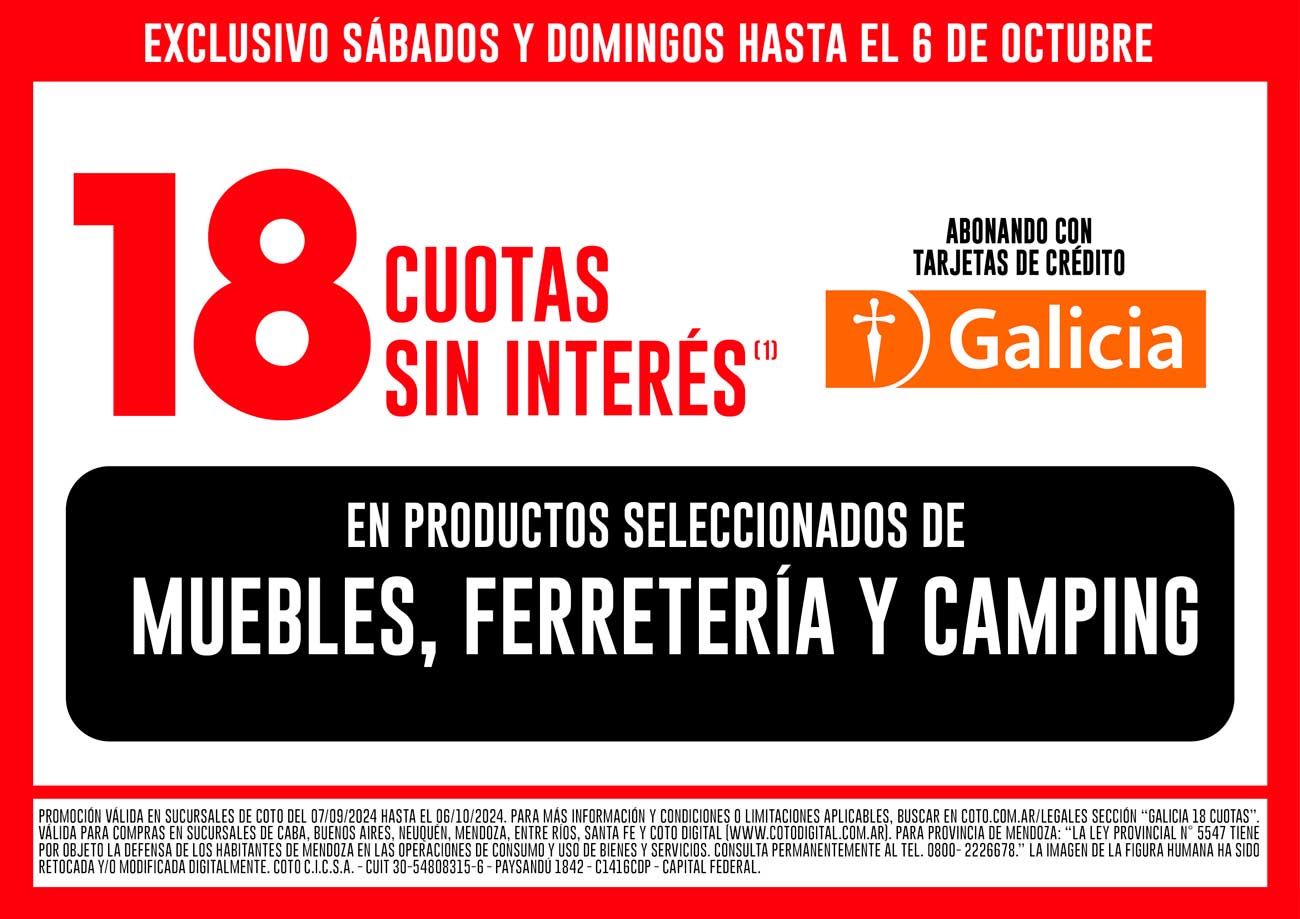 EXCLUSIVO SÁBADOS Y DOMINGOS HASTA EL 6 DE OCTUBRE
18 CUOTAS
SIN INTERÉS (1)
ABONANDO CON
TARJETAS DE CRÉDITO
Galicia
EN PRODUCTOS SELECCIONADOS DE
MUEBLES, FERRETERÍA Y CAMPING
PROMOCIÓN VÁLIDA EN SUCURSALES DE COTO DEL 07/09/2024 HASTA EL 06/10/2024. PARA MÁS INFORMACIÓN Y CONDICIONES O LIMITACIONES APLICABLES, BUSCAR EN COTO.COM.AR/LEGALES SECCIÓN “GALICIA 18 CUOTAS”.
VÁLIDA PARA COMPRAS EN SUCURSALES DE CABA, BUENOS AIRES, NEUQUÉN, MENDOZA, ENTRE RÍOS, SANTA FE Y COTO DIGITAL (WWW.COTODIGITAL.COM.AR). PARA PROVINCIA DE MENDOZA: “LA LEY PROVINCIAL N° 5547 TIENE
POR OBJETO LA DEFENSA DE LOS HABITANTES DE MENDOZA EN LAS OPERACIONES DE CONSUMO Y USO DE BIENES Y SERVICIOS. CONSULTA PERMANENTEMENTE AL TEL. 0800- 2226678.” LA IMAGEN DE LA FIGURA HUMANA HA SIDO
RETOCADA Y/O MODIFICADA DIGITALMENTE. COTO C.I.C.S.A. - CUIT 30-54808315-6 - PAYSANDÚ 1842 - C1416CDP - CAPITAL FEDERAL.